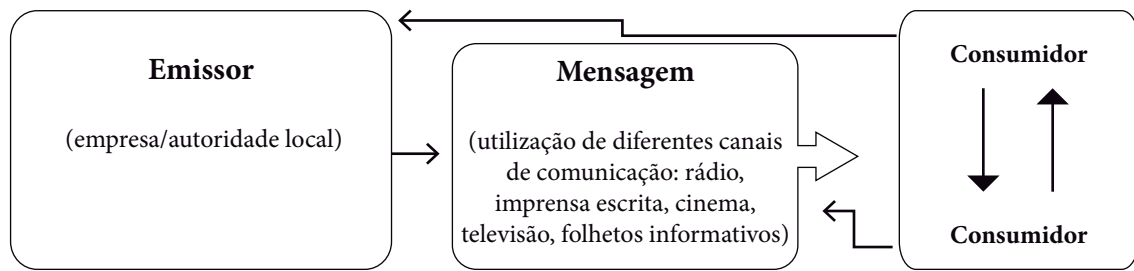 Emissor
(empresa/autoridade local)
Mensagem
(utilização de diferentes canais
de comunicação: rádio,
imprensa escrita, cinema,
televisão, folhetos informativos)
Consumidor
Consumidor